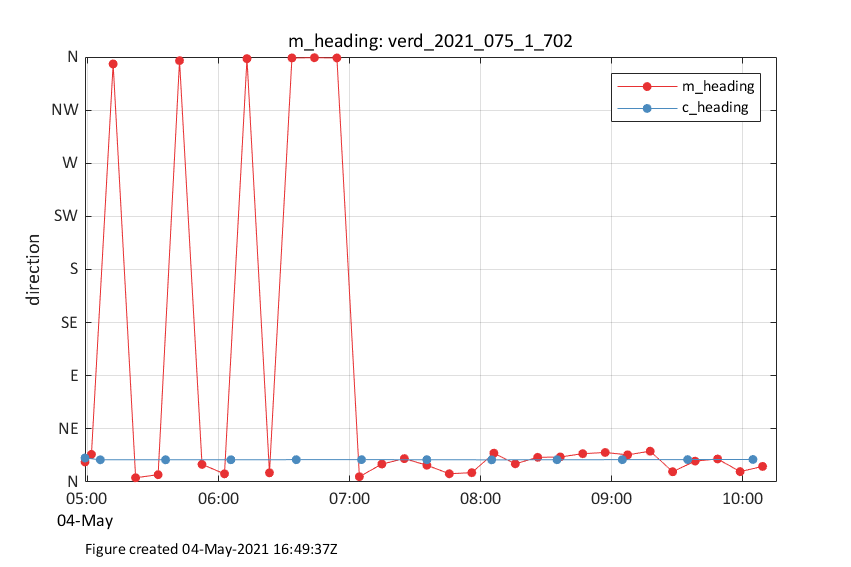 m_heading: verd_2021_075_1_702
m_heading
c_heading
direction
N
NW
W
SW
S
SE
E
NE
N
05:00 06:00 07:00 08:00 09:00 10:00
04-May
Figure created 04-May-2021 16:49:37Z